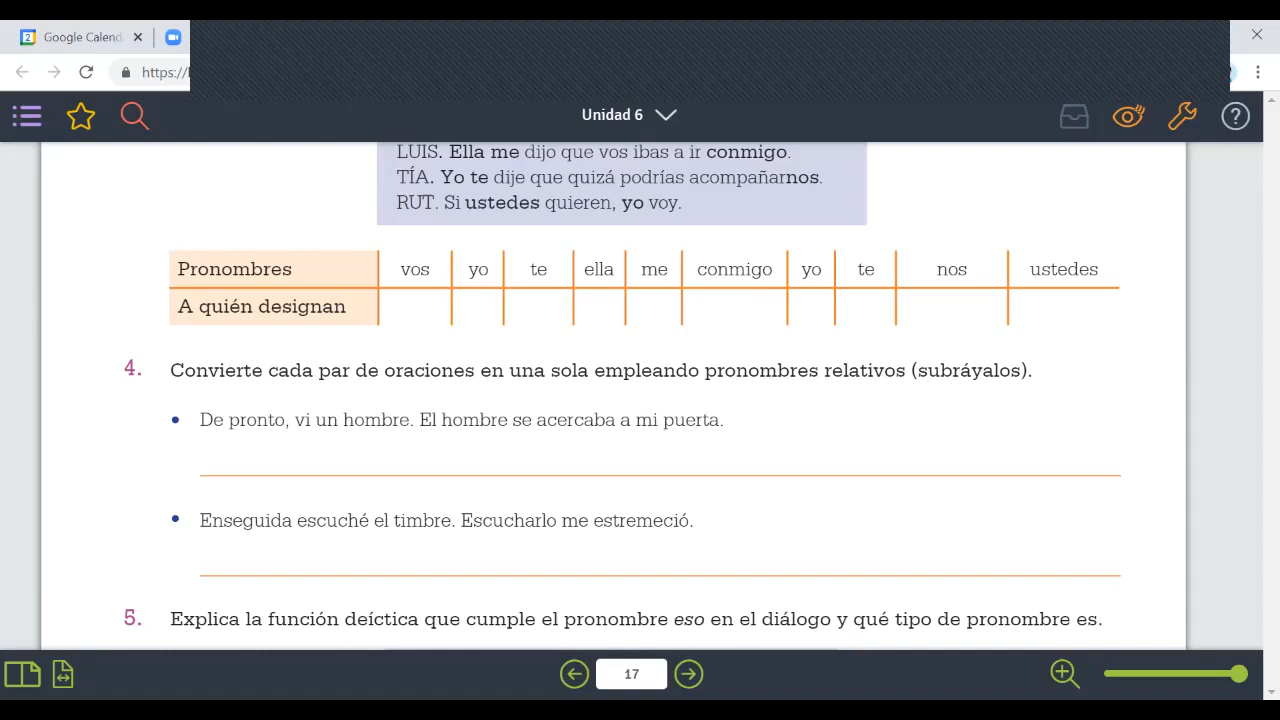 Google Calend
https://
Unidad 6
LUIS. Ella me dijo que vos ibas a ir conmigo.
TÍA. Yo te dije que quizá podrías acompañarnos.
RUT. Si ustedes quieren, yo voy.
Pronombres vos yo te ella me conmigo yo te nos ustedes
A quién designan
4. Convierte cada par de oraciones en una sola empleando pronombres relativos (subráyalos).
• De pronto, vi un hombre. El hombre se acercaba a mi puerta.
• Enseguida escuché el timbre. Escucharlo me estremeció.
5. Explica la función deíctica que cumple el pronombre eso en el diálogo y qué tipo de pronombre es.
17